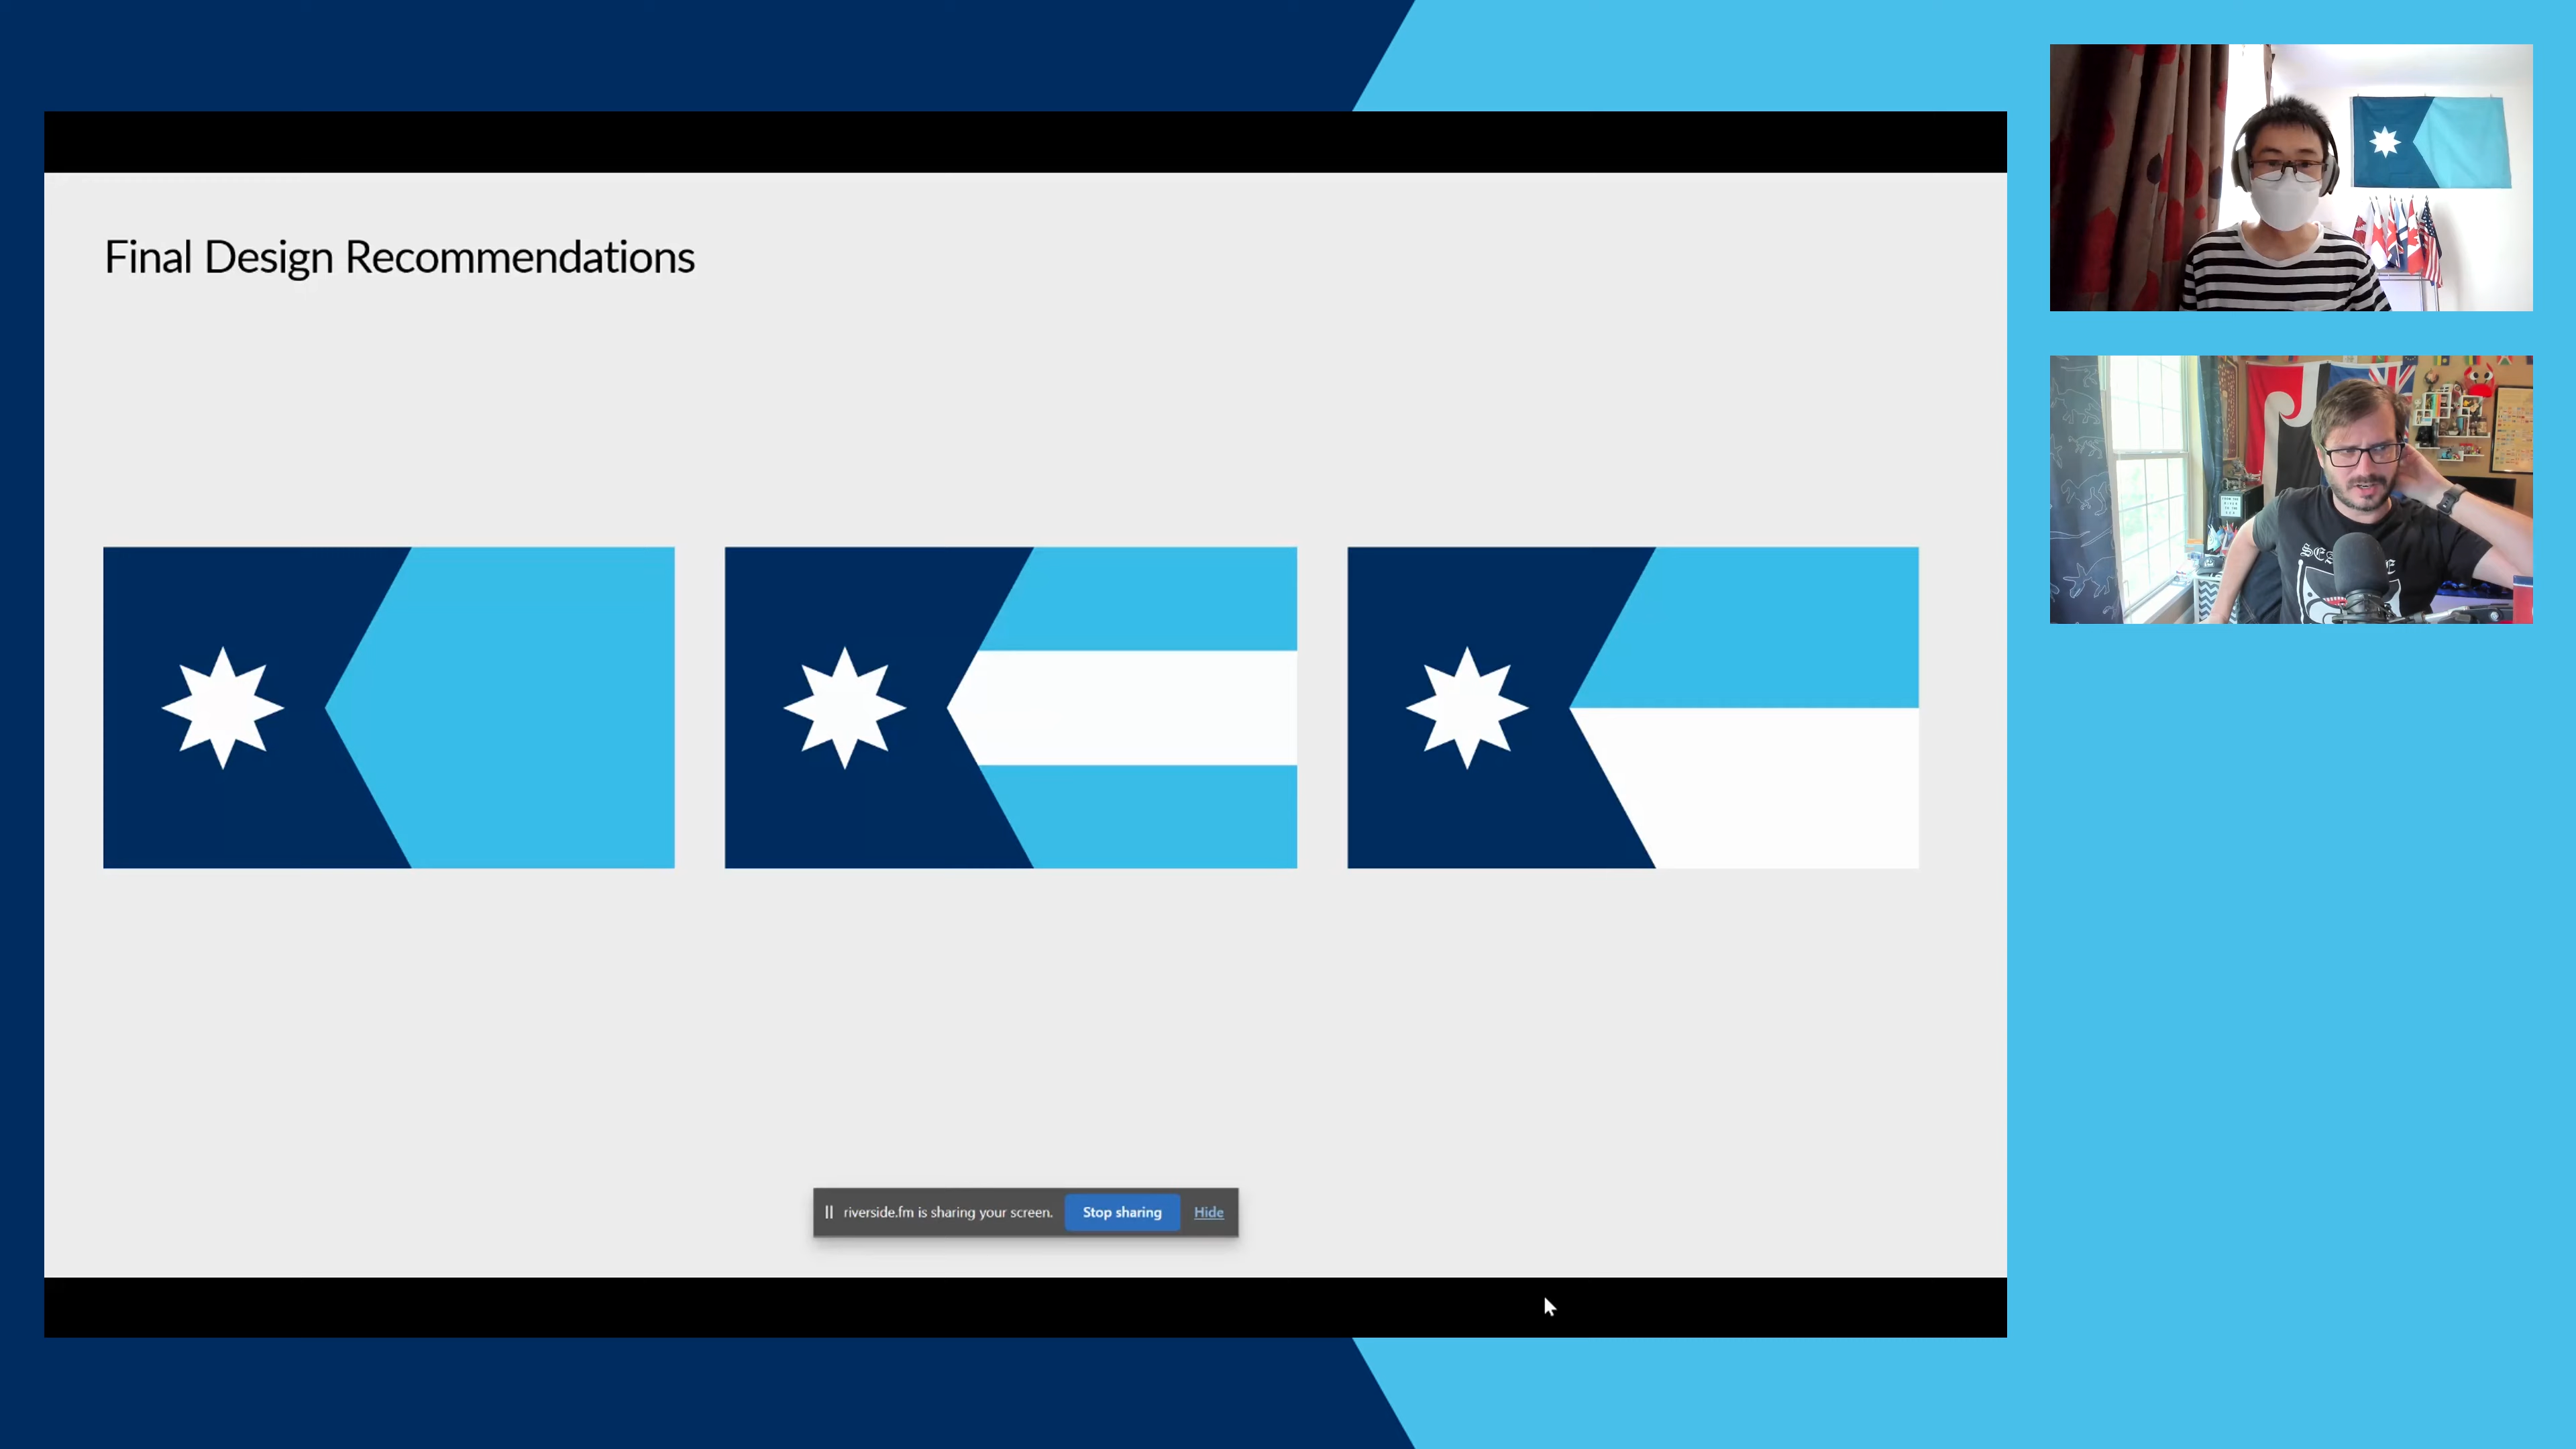 Final Design Recommendations
riverside.fm is sharing your screen. Stop sharing Hide